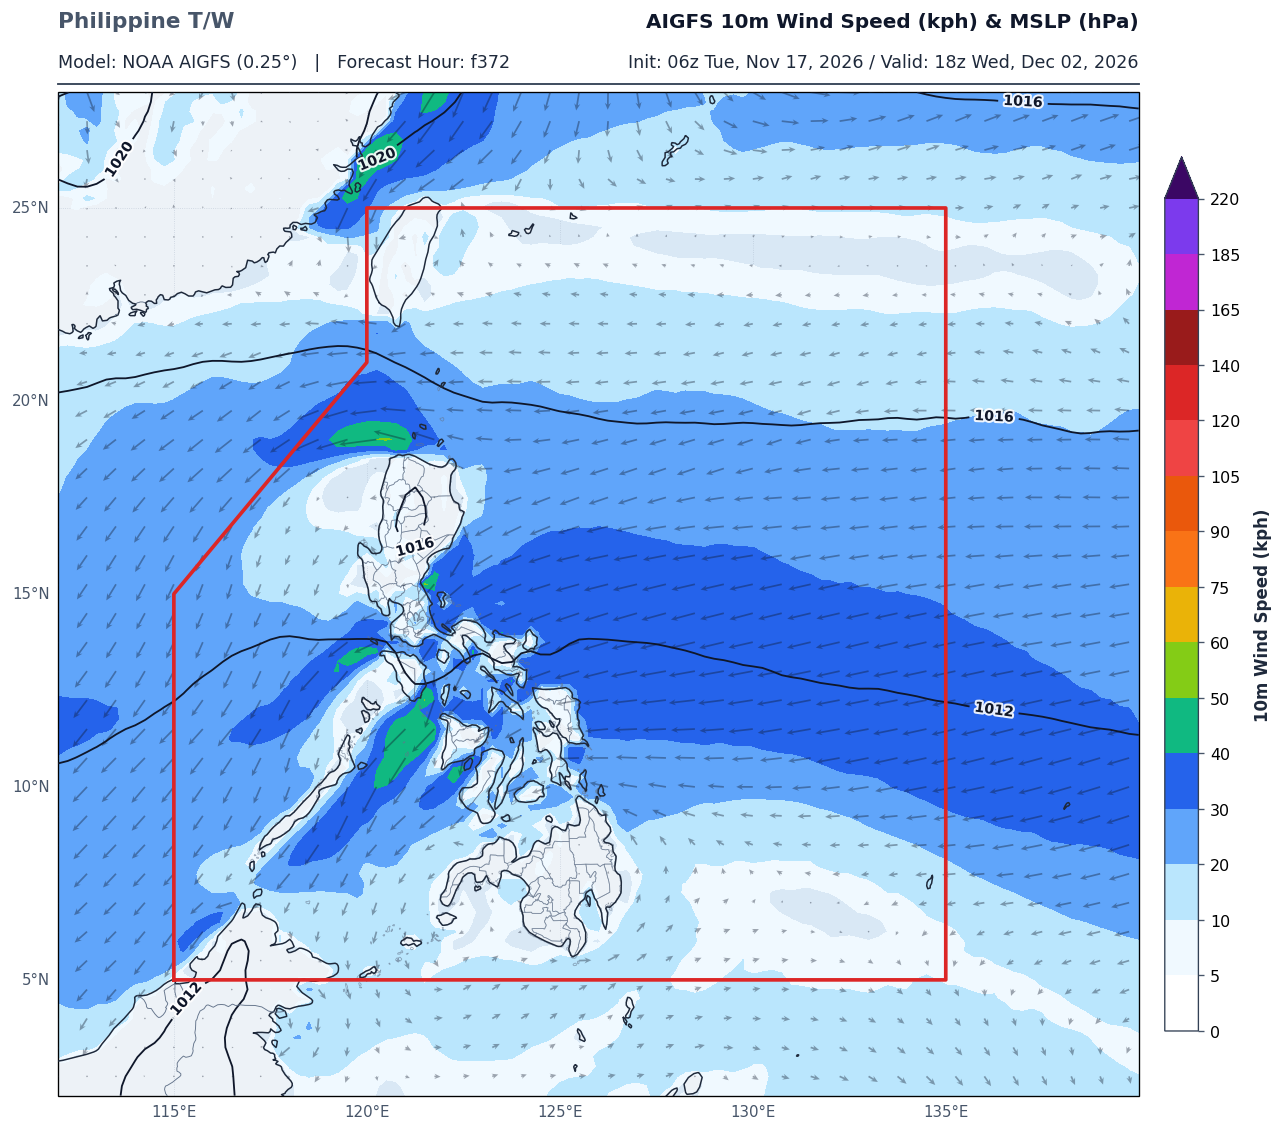 Philippine T/W
AIGFS 10m Wind Speed (kph) & MSLP (hPa)
Model: NOAA AIGFS (0.25°)   |   Forecast Hour: f372
Init: 06z Tue, Nov 17, 2026 / Valid: 18z Wed, Dec 02, 2026
1016
1020
1020
1016
1016
1012
1012
25°N
20°N
15°N
10°N
5°N
115°E
120°E
125°E
130°E
135°E
220
185
165
140
120
105
90
75
60
50
40
30
20
10
5
0
10m Wind Speed (kph)